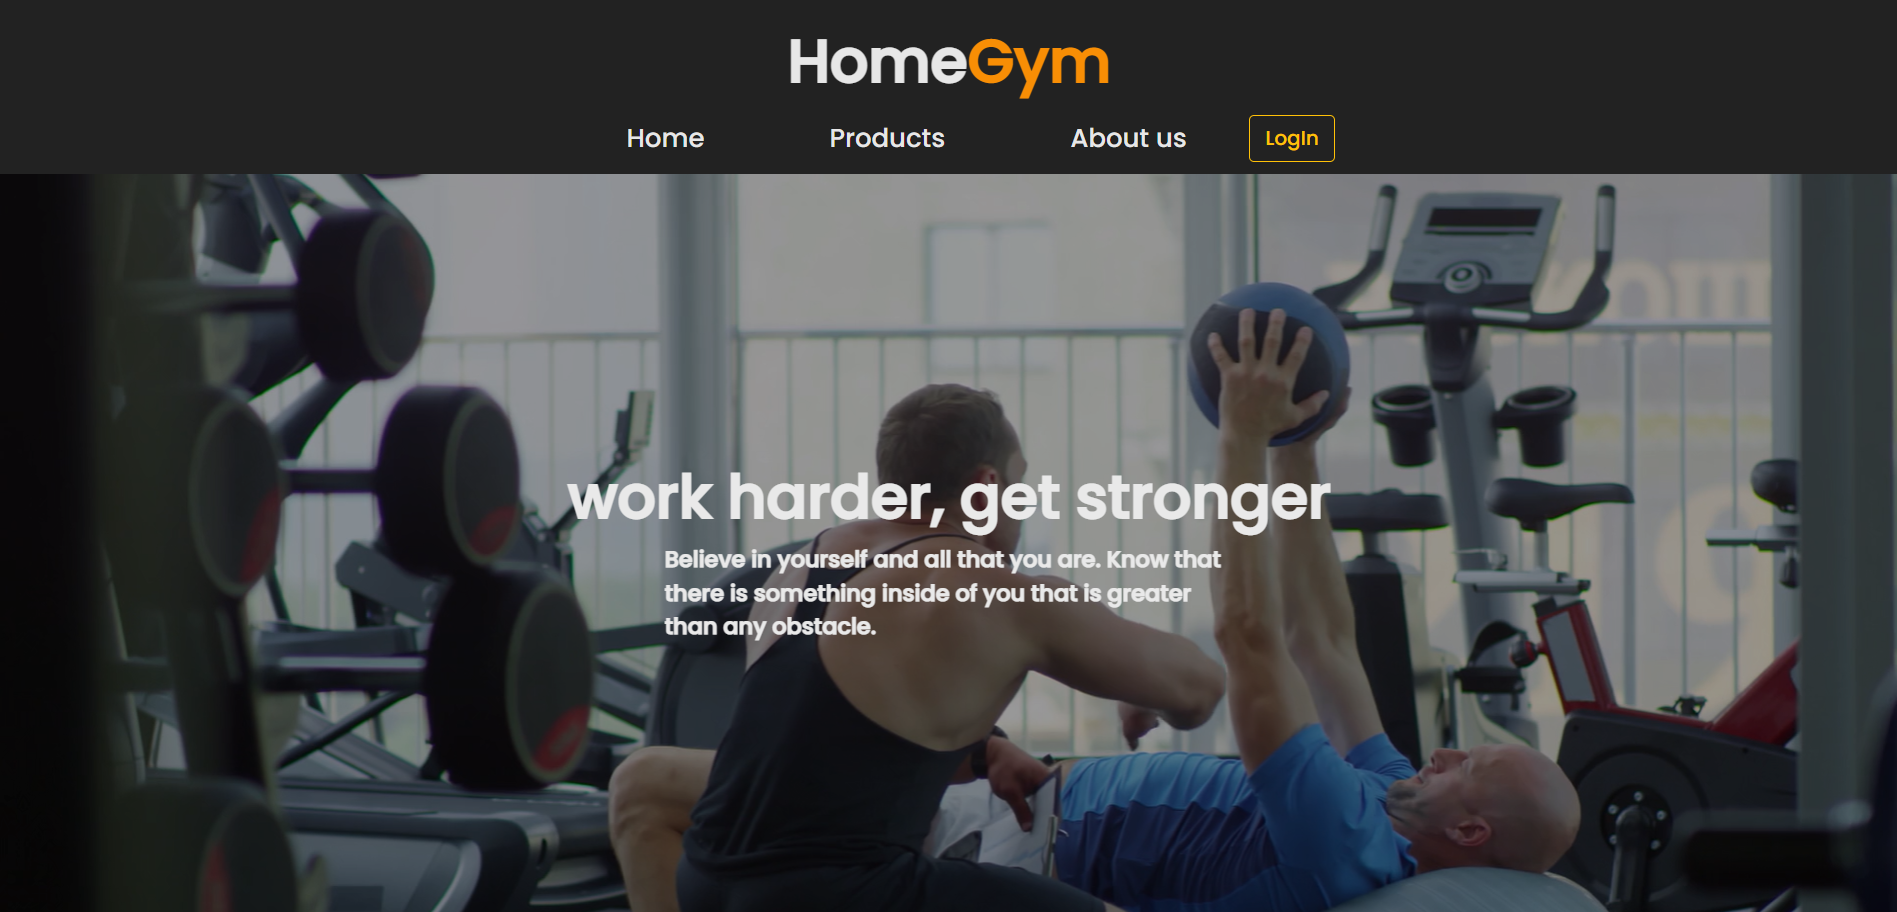 HomeGym
Home Products About us LogIn
work harder, get stronger
Believe in yourself and all that you are. Know that
there is something inside of you that is greater
than any obstacle.